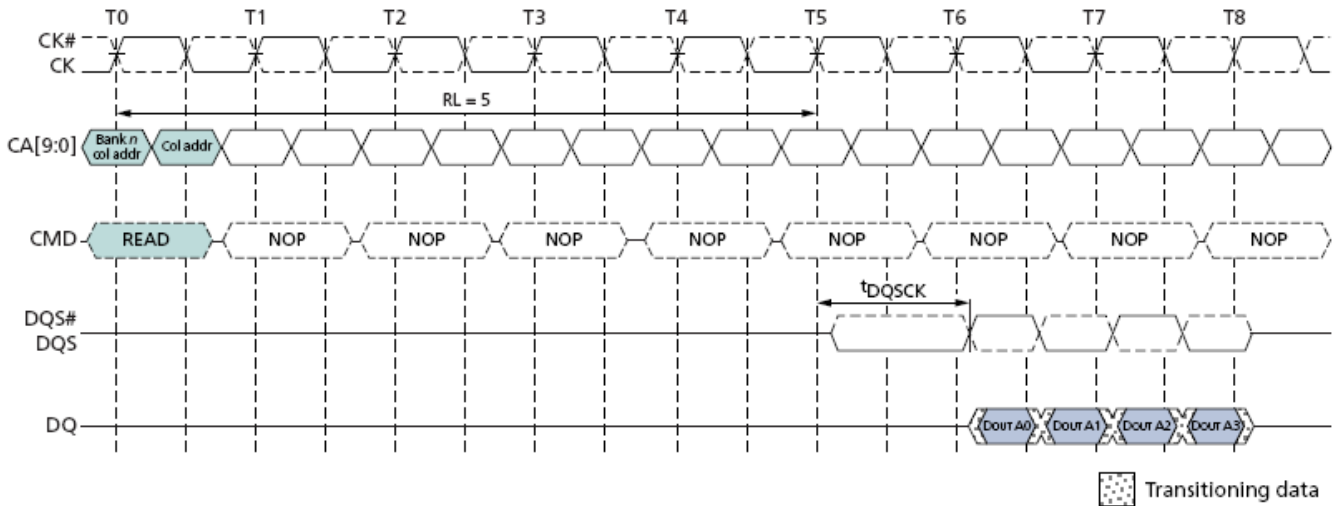 T0 T1 T2 T3 T4 T5 T6 T7 T8
CK#
CK
RL = 5
CA[9:0] Bank n col addr Col addr
CMD READ NOP NOP NOP NOP NOP NOP NOP NOP
tDQSCK
DQS#
DQS
DQ DOUT A0 DOUT A1 DOUT A2 DOUT A3
Transitioning data